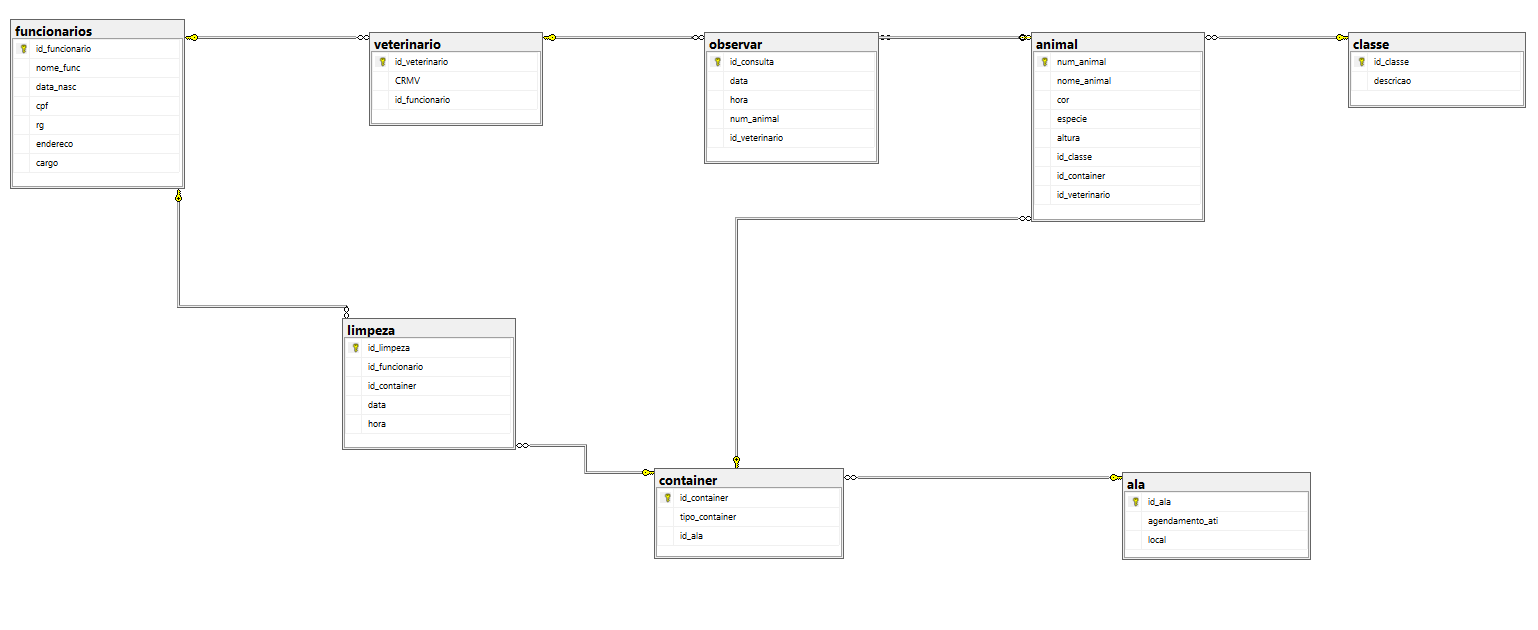 funcionarios
id_funcionario
nome_func
data_nasc
cpf
rg
endereco
cargo
veterinario
id_veterinario
CRMV
id_funcionario
observar
id_consulta
data
hora
num_animal
id_veterinario
animal
num_animal
nome_animal
cor
especie
altura
id_classe
id_container
id_veterinario
classe
id_classe
descricao
limpeza
id_limpeza
id_funcionario
id_container
data
hora
container
id_container
tipo_container
id_ala
ala
id_ala
agendamento_ati
local